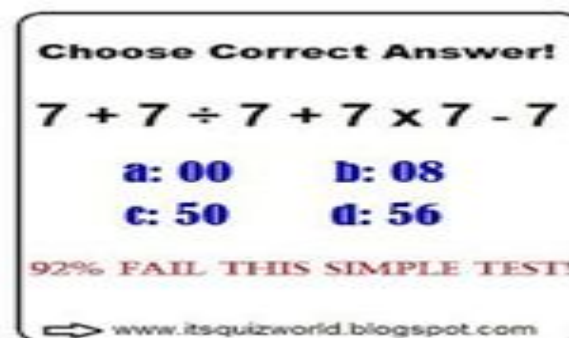 Choose Correct Answer!
7 + 7 ÷ 7 + 7 x 7 - 7
a: 00 b: 08
c: 50 d: 56
92% FAIL THIS SIMPLE TEST!
www.itsquizworld.blogspot.com